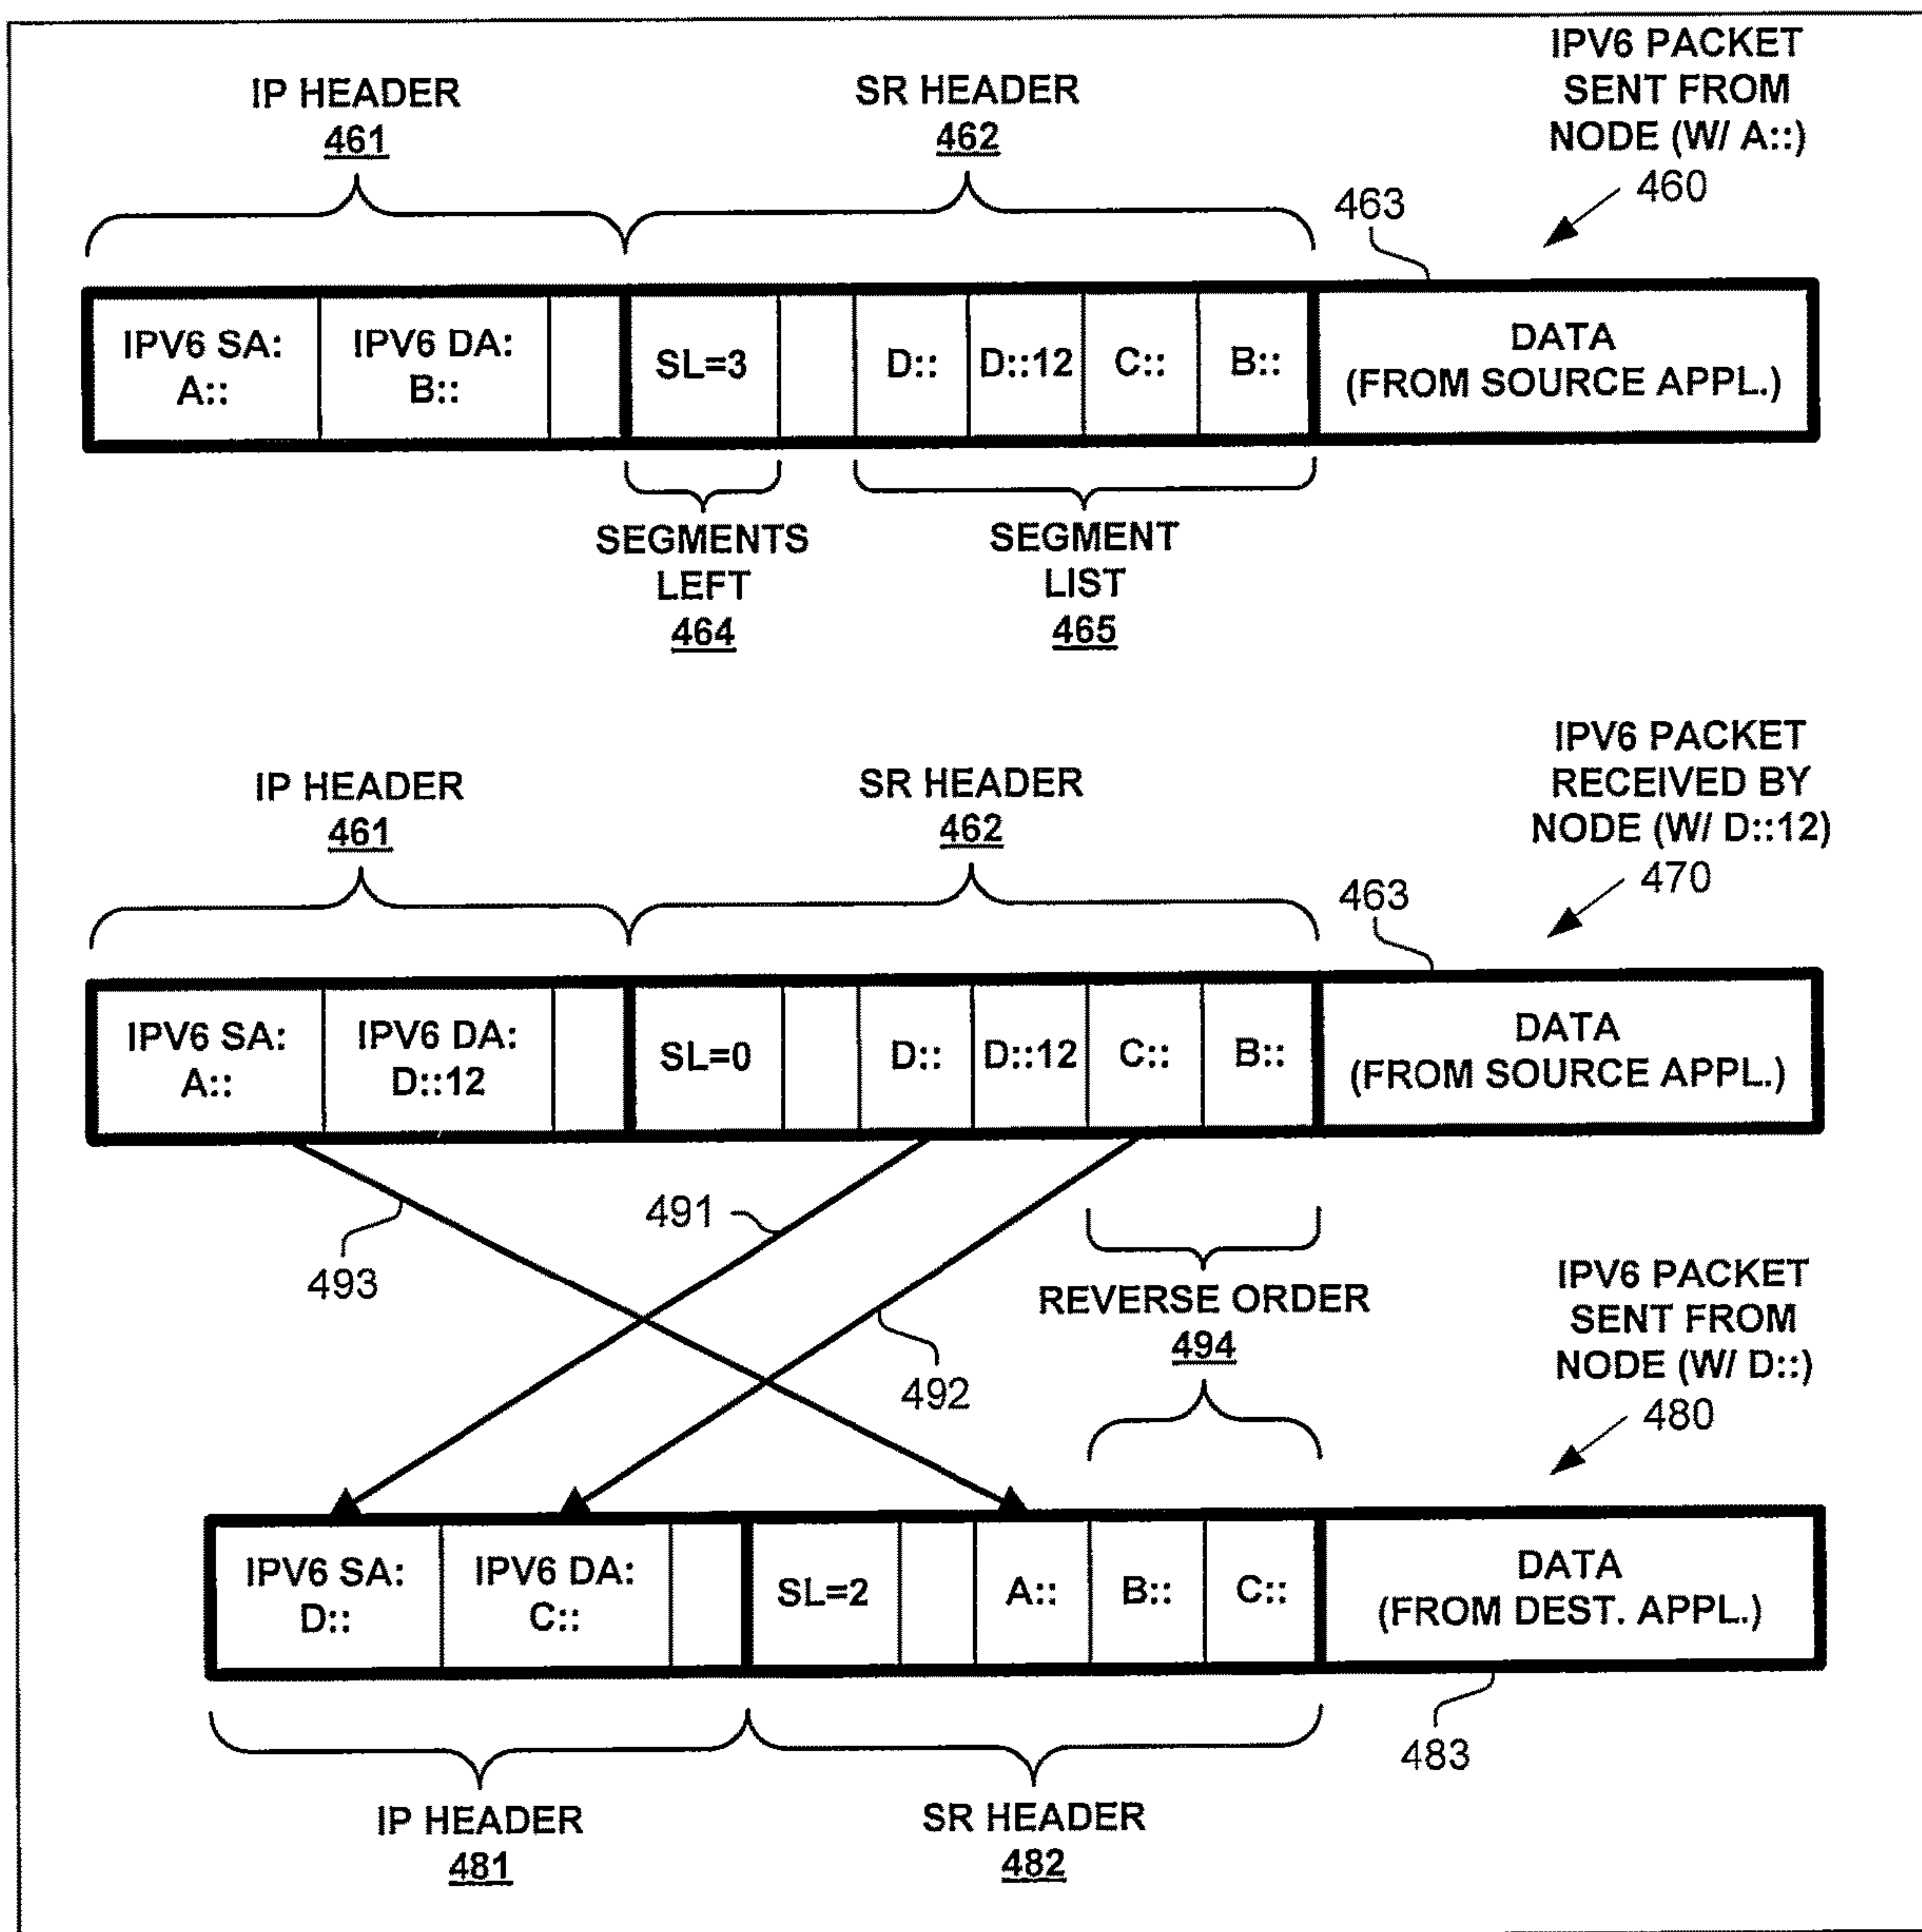 IPV6 PACKET
SENT FROM
NODE (W/ A::)
460
IP HEADER
461
SR HEADER
462
463
IPV6 SA:
A::
IPV6 DA:
B::
SL=3
D::
D::12
C::
B::
DATA
(FROM SOURCE APPL.)
SEGMENTS
LEFT
464
SEGMENT
LIST
465
IPV6 PACKET
RECEIVED BY
NODE (W/ D::12)
470
IP HEADER
461
SR HEADER
462
463
IPV6 SA:
A::
IPV6 DA:
D::12
SL=0
D::
D::12
C::
B::
DATA
(FROM SOURCE APPL.)
493
491
492
REVERSE ORDER
494
IPV6 PACKET
SENT FROM
NODE (W/ D::)
480
IPV6 SA:
D::
IPV6 DA:
C::
SL=2
A::
B::
C::
DATA
(FROM DEST. APPL.)
483
IP HEADER
481
SR HEADER
482